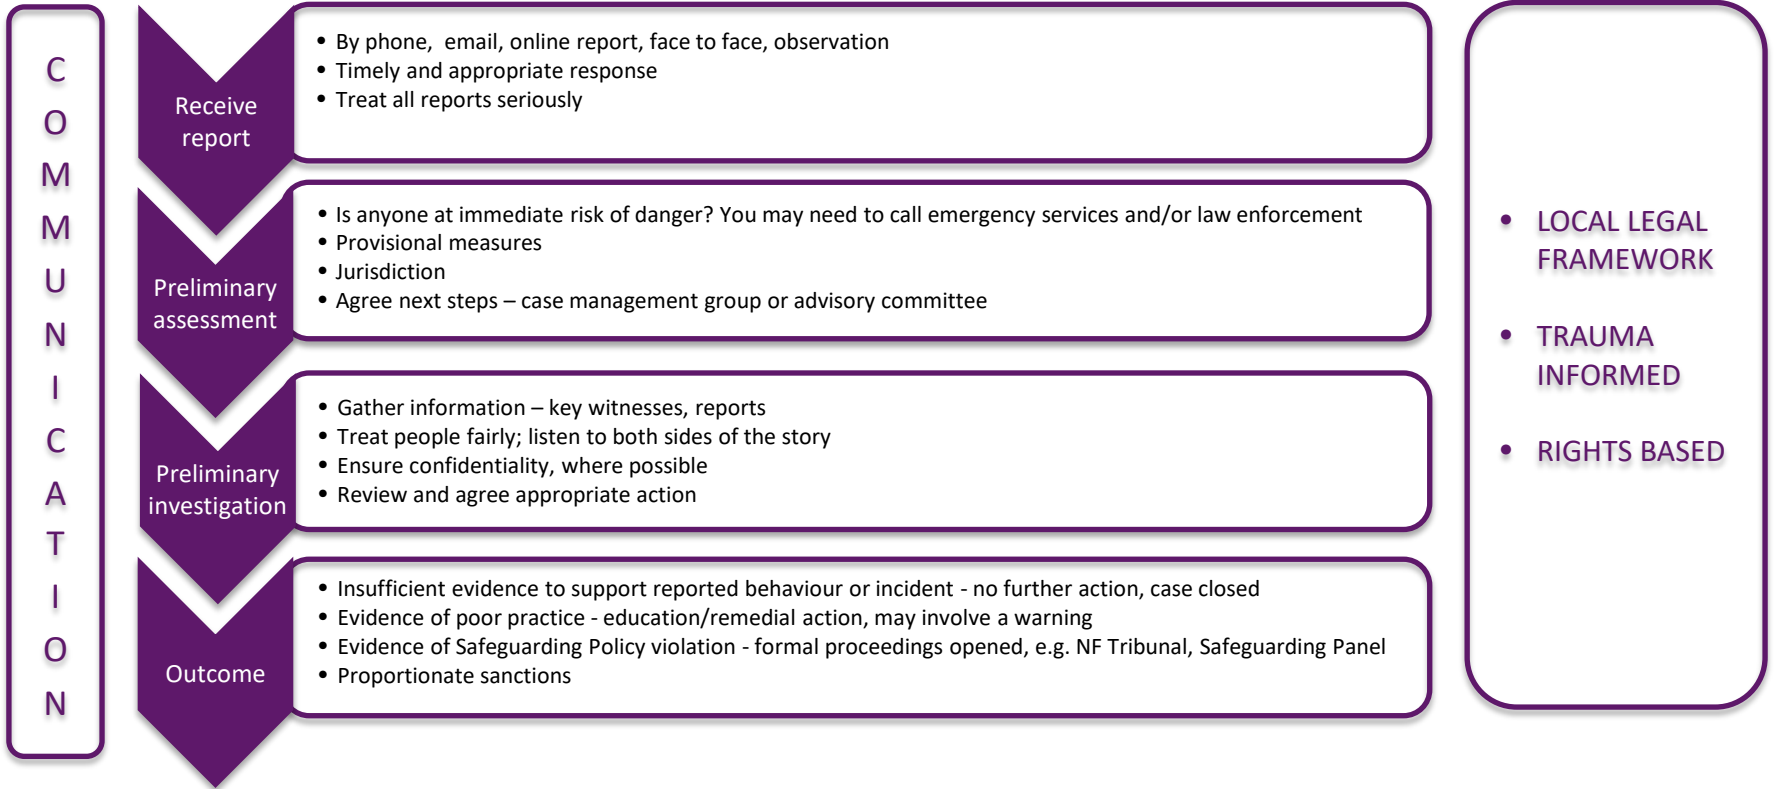 C
O
M
M
U
N
I
C
A
T
I
O
N
Receive
report
• By phone,  email, online report, face to face, observation
• Timely and appropriate response
• Treat all reports seriously
Preliminary
assessment
• Is anyone at immediate risk of danger? You may need to call emergency services and/or law enforcement
• Provisional measures
• Jurisdiction
• Agree next steps – case management group or advisory committee
Preliminary
investigation
• Gather information – key witnesses, reports
• Treat people fairly; listen to both sides of the story
• Ensure confidentiality, where possible
• Review and agree appropriate action
Outcome
• Insufficient evidence to support reported behaviour or incident - no further action, case closed
• Evidence of poor practice - education/remedial action, may involve a warning
• Evidence of Safeguarding Policy violation - formal proceedings opened, e.g. NF Tribunal, Safeguarding Panel
• Proportionate sanctions
• LOCAL LEGAL
FRAMEWORK
• TRAUMA
INFORMED
• RIGHTS BASED